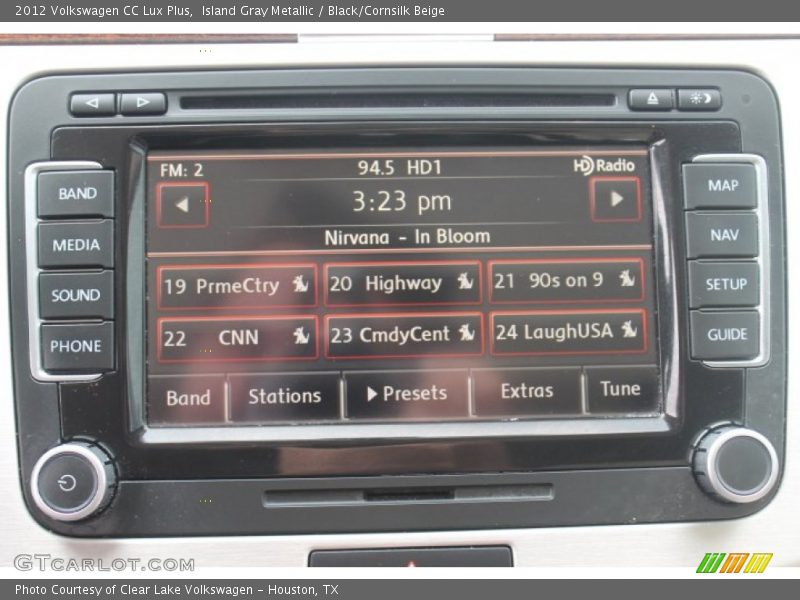 2012 Volkswagen CC Lux Plus,  Island Gray Metallic / Black/Cornsilk Beige
FM: 2 94.5 HD1 HD Radio
3:23 pm
Nirvana - In Bloom
19 PrmeCtry 20 Highway 21 90s on 9
22 CNN 23 CmdyCent 24 LaughUSA
Band Stations Presets Extras Tune
BAND
MEDIA
SOUND
PHONE
MAP
NAV
SETUP
GUIDE
GTCARLOT.COM
Photo Courtesy of Clear Lake Volkswagen - Houston, TX